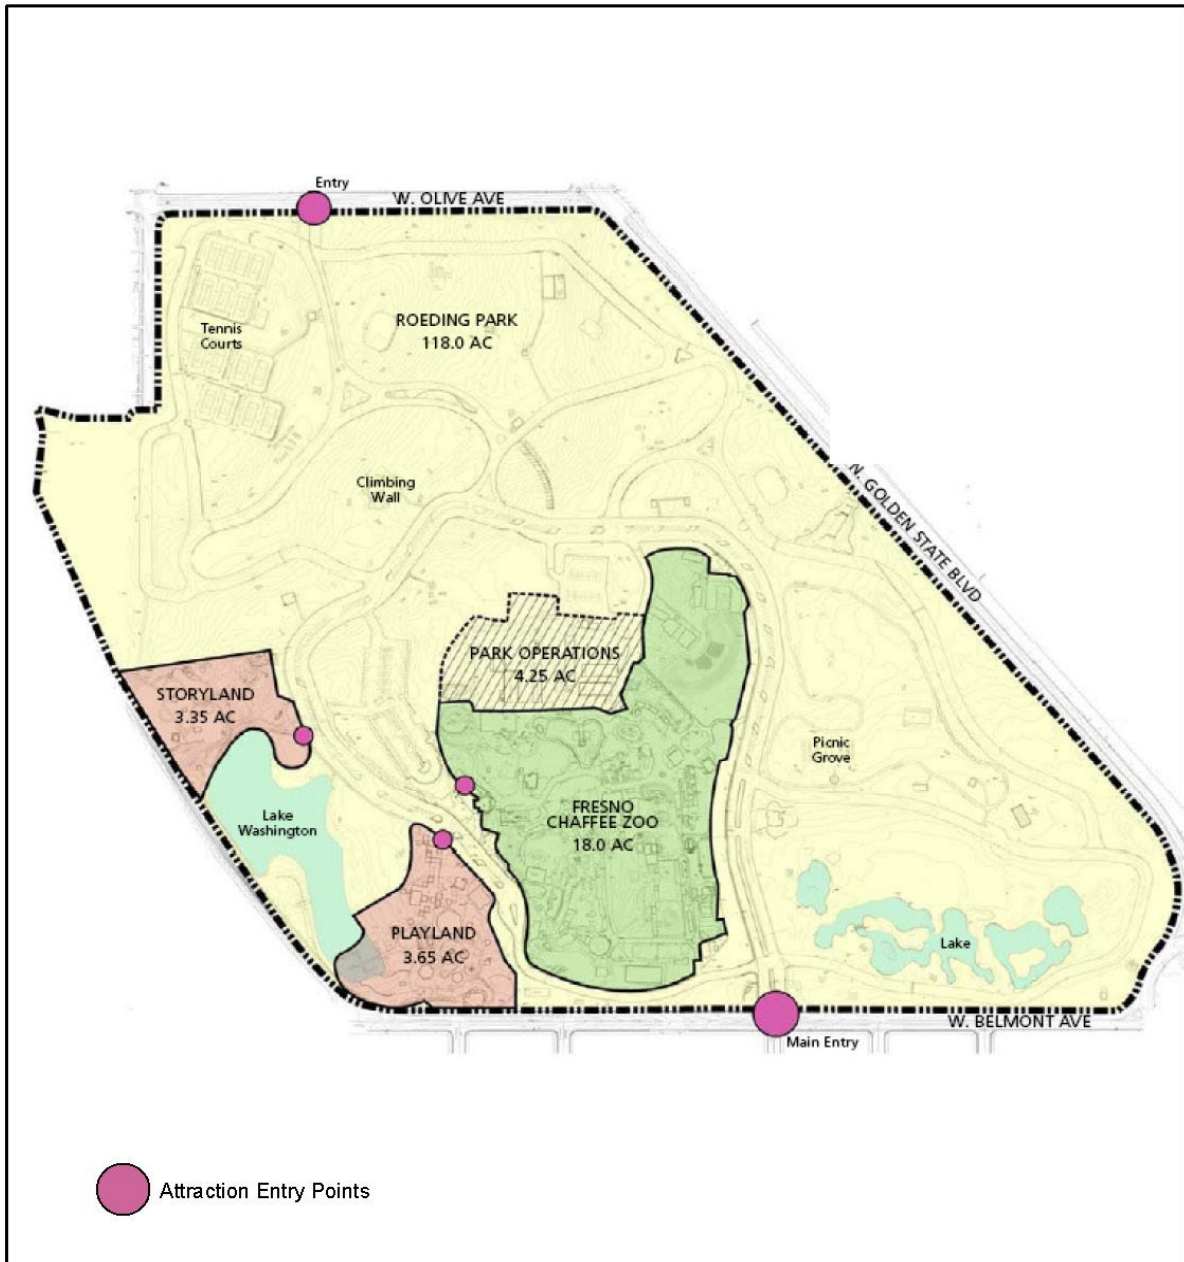 Entry
W. OLIVE AVE
ROEDING PARK
118.0 AC
Tennis
Courts
Climbing
Wall
N. GOLDEN STATE BLVD
PARK OPERATIONS
4.25 AC
STORYLAND
3.35 AC
Picnic
Grove
Lake
Washington
FRESNO
CHAFFEE ZOO
18.0 AC
PLAYLAND
3.65 AC
Lake
W. BELMONT AVE
Main Entry
Attraction Entry Points